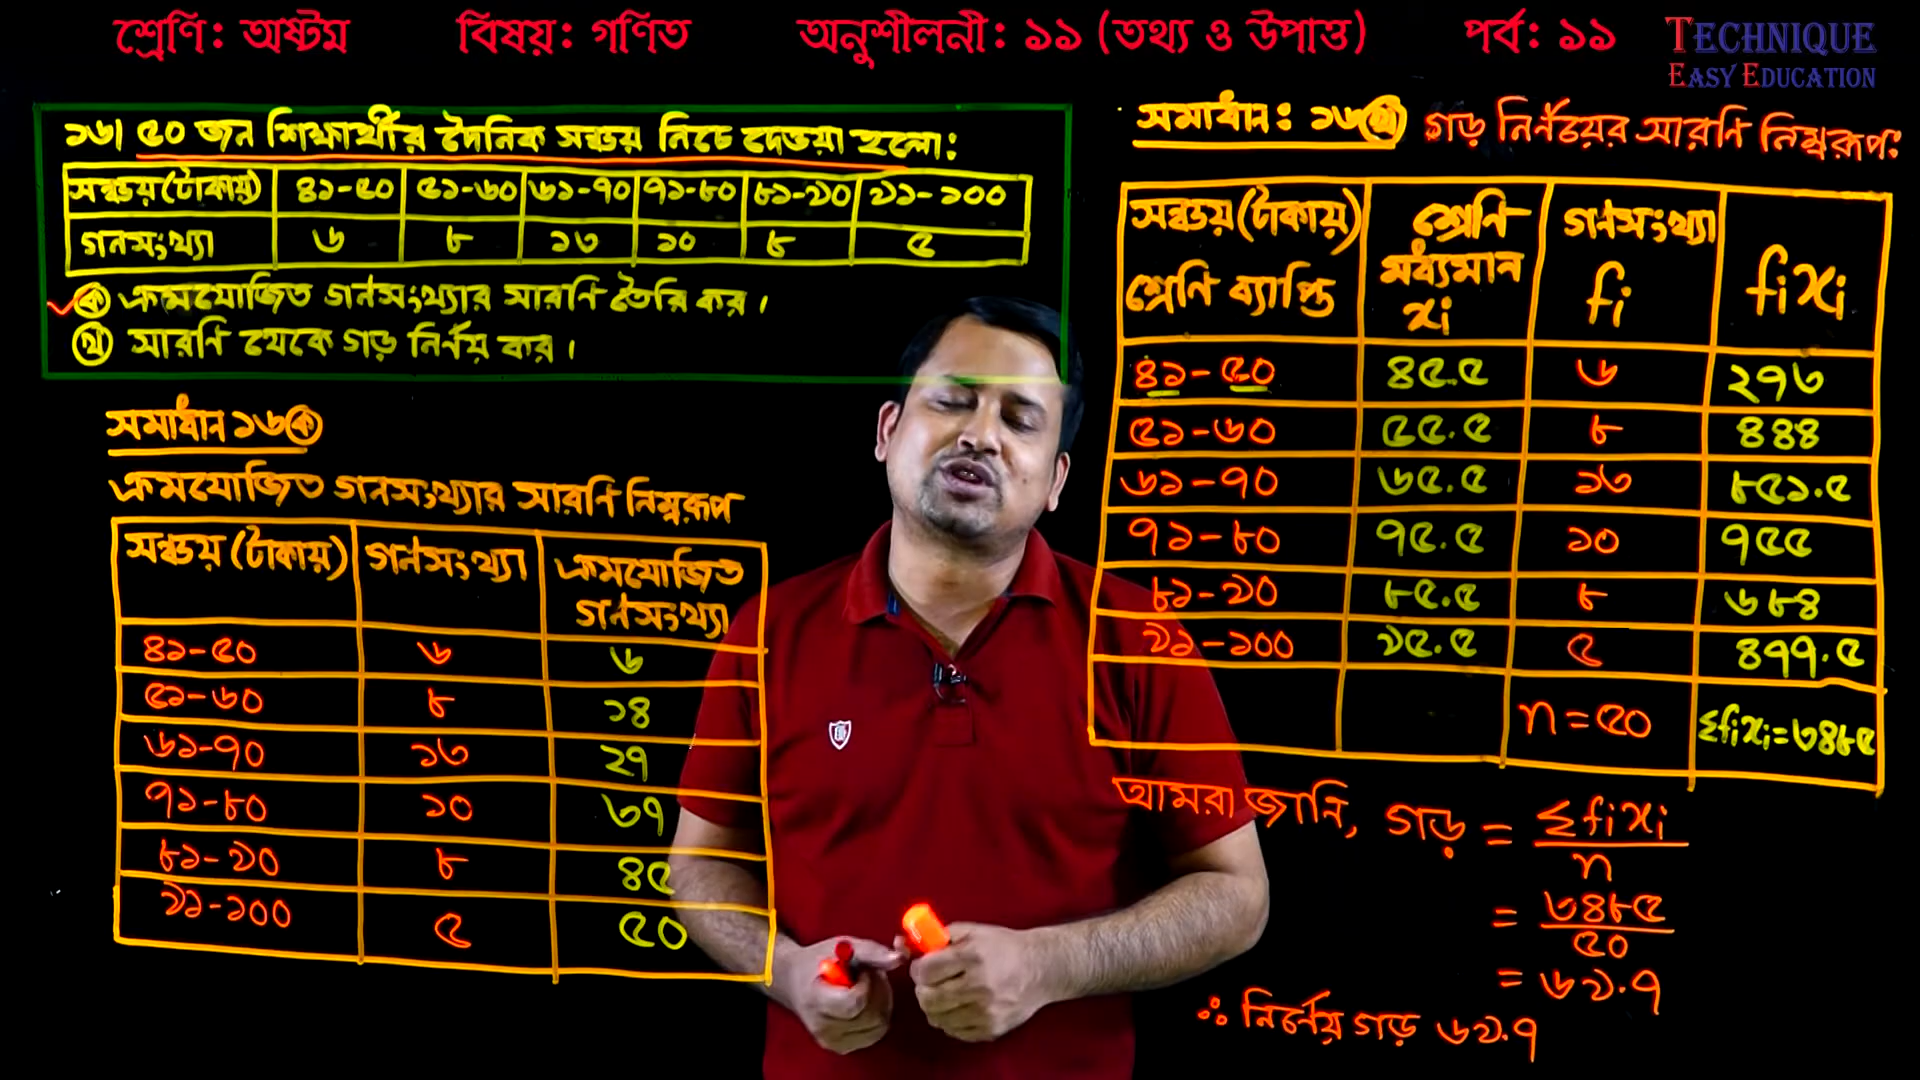 শ্রেণি: অষ্টম বিষয়: গণিত অনুশীলনী: ১১ (তথ্য ও উপাত্ত) পর্ব: ১১
TECHNIQUE
EASY EDUCATION
১৬। ৫০ জন শিক্ষার্থীর দৈনিক সঞ্চয় নিচে দেওয়া হলো:
সঞ্চয় (টাকায়) ৪১-৫০ ৫১-৬০ ৬১-৭০ ৭১-৮০ ৮১-৯০ ৯১-১০০
গনসংখ্যা ৬ ৮ ১৩ ১০ ৮ ৫
(ক) ক্রমযোজিত গণসংখ্যার সারণি তৈরি কর।
(খ) সারণি থেকে গড় নির্ণয় কর।
সমাধান ১৬(ক)
ক্রমযোজিত গনসংখ্যার সারণি নিম্নরূপ
সঞ্চয় (টাকায়) গণসংখ্যা ক্রমযোজিত গণসংখ্যা
৪১-৫০ ৬ ৬
৫১-৬০ ৮ ১৪
৬১-৭০ ১৩ ২৭
৭১-৮০ ১০ ৩৭
৮১-৯০ ৮ ৪৫
৯১-১০০ ৫ ৫০
সমাধান: ১৬(খ) গড় নির্ণয়ের সারণি নিম্নরূপ:
সঞ্চয় (টাকায়) শ্রেণি ব্যাপ্তি শ্রেণি মধ্যমান xi গণসংখ্যা fi fixi
৪১-৫০ ৪৫.৫ ৬ ২৭৩
৫১-৬০ ৫৫.৫ ৮ ৪৪৪
৬১-৭০ ৬৫.৫ ১৩ ৮৫১.৫
৭১-৮০ ৭৫.৫ ১০ ৭৫৫
৮১-৯০ ৮৫.৫ ৮ ৬৮৪
৯১-১০০ ৯৫.৫ ৫ ৪৭৭.৫
n=৫০ Σfixi=৩৪৮৫
আমরা জানি, গড় = Σfixi / n
= ৩৪৮৫ / ৫০
= ৬৯.৭
∴ নির্ণেয় গড় ৬৯.৭